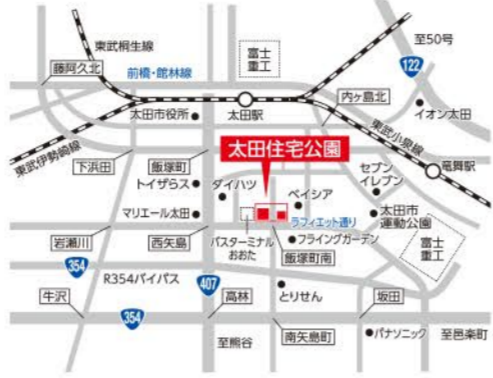 東武桐生線
富士
重工
至50号
122
藤阿久北
前橋・館林線
内ヶ島北
太田市役所
太田駅
イオン太田
東武小泉線
竜舞駅
東武伊勢崎線
下浜田
飯塚町
太田住宅公園
トイザらス
ダイハツ
ベイシア
セブン
イレブン
マリエール太田
ラフィエット通り
太田市
運動公園
岩瀬川
西矢島
バスターミナル
おおた
フライングガーデン
飯塚町南
富士
重工
354
R354バイパス
407
牛沢
高林
とりせん
坂田
354
至熊谷
南矢島町
パナソニック
至邑楽町